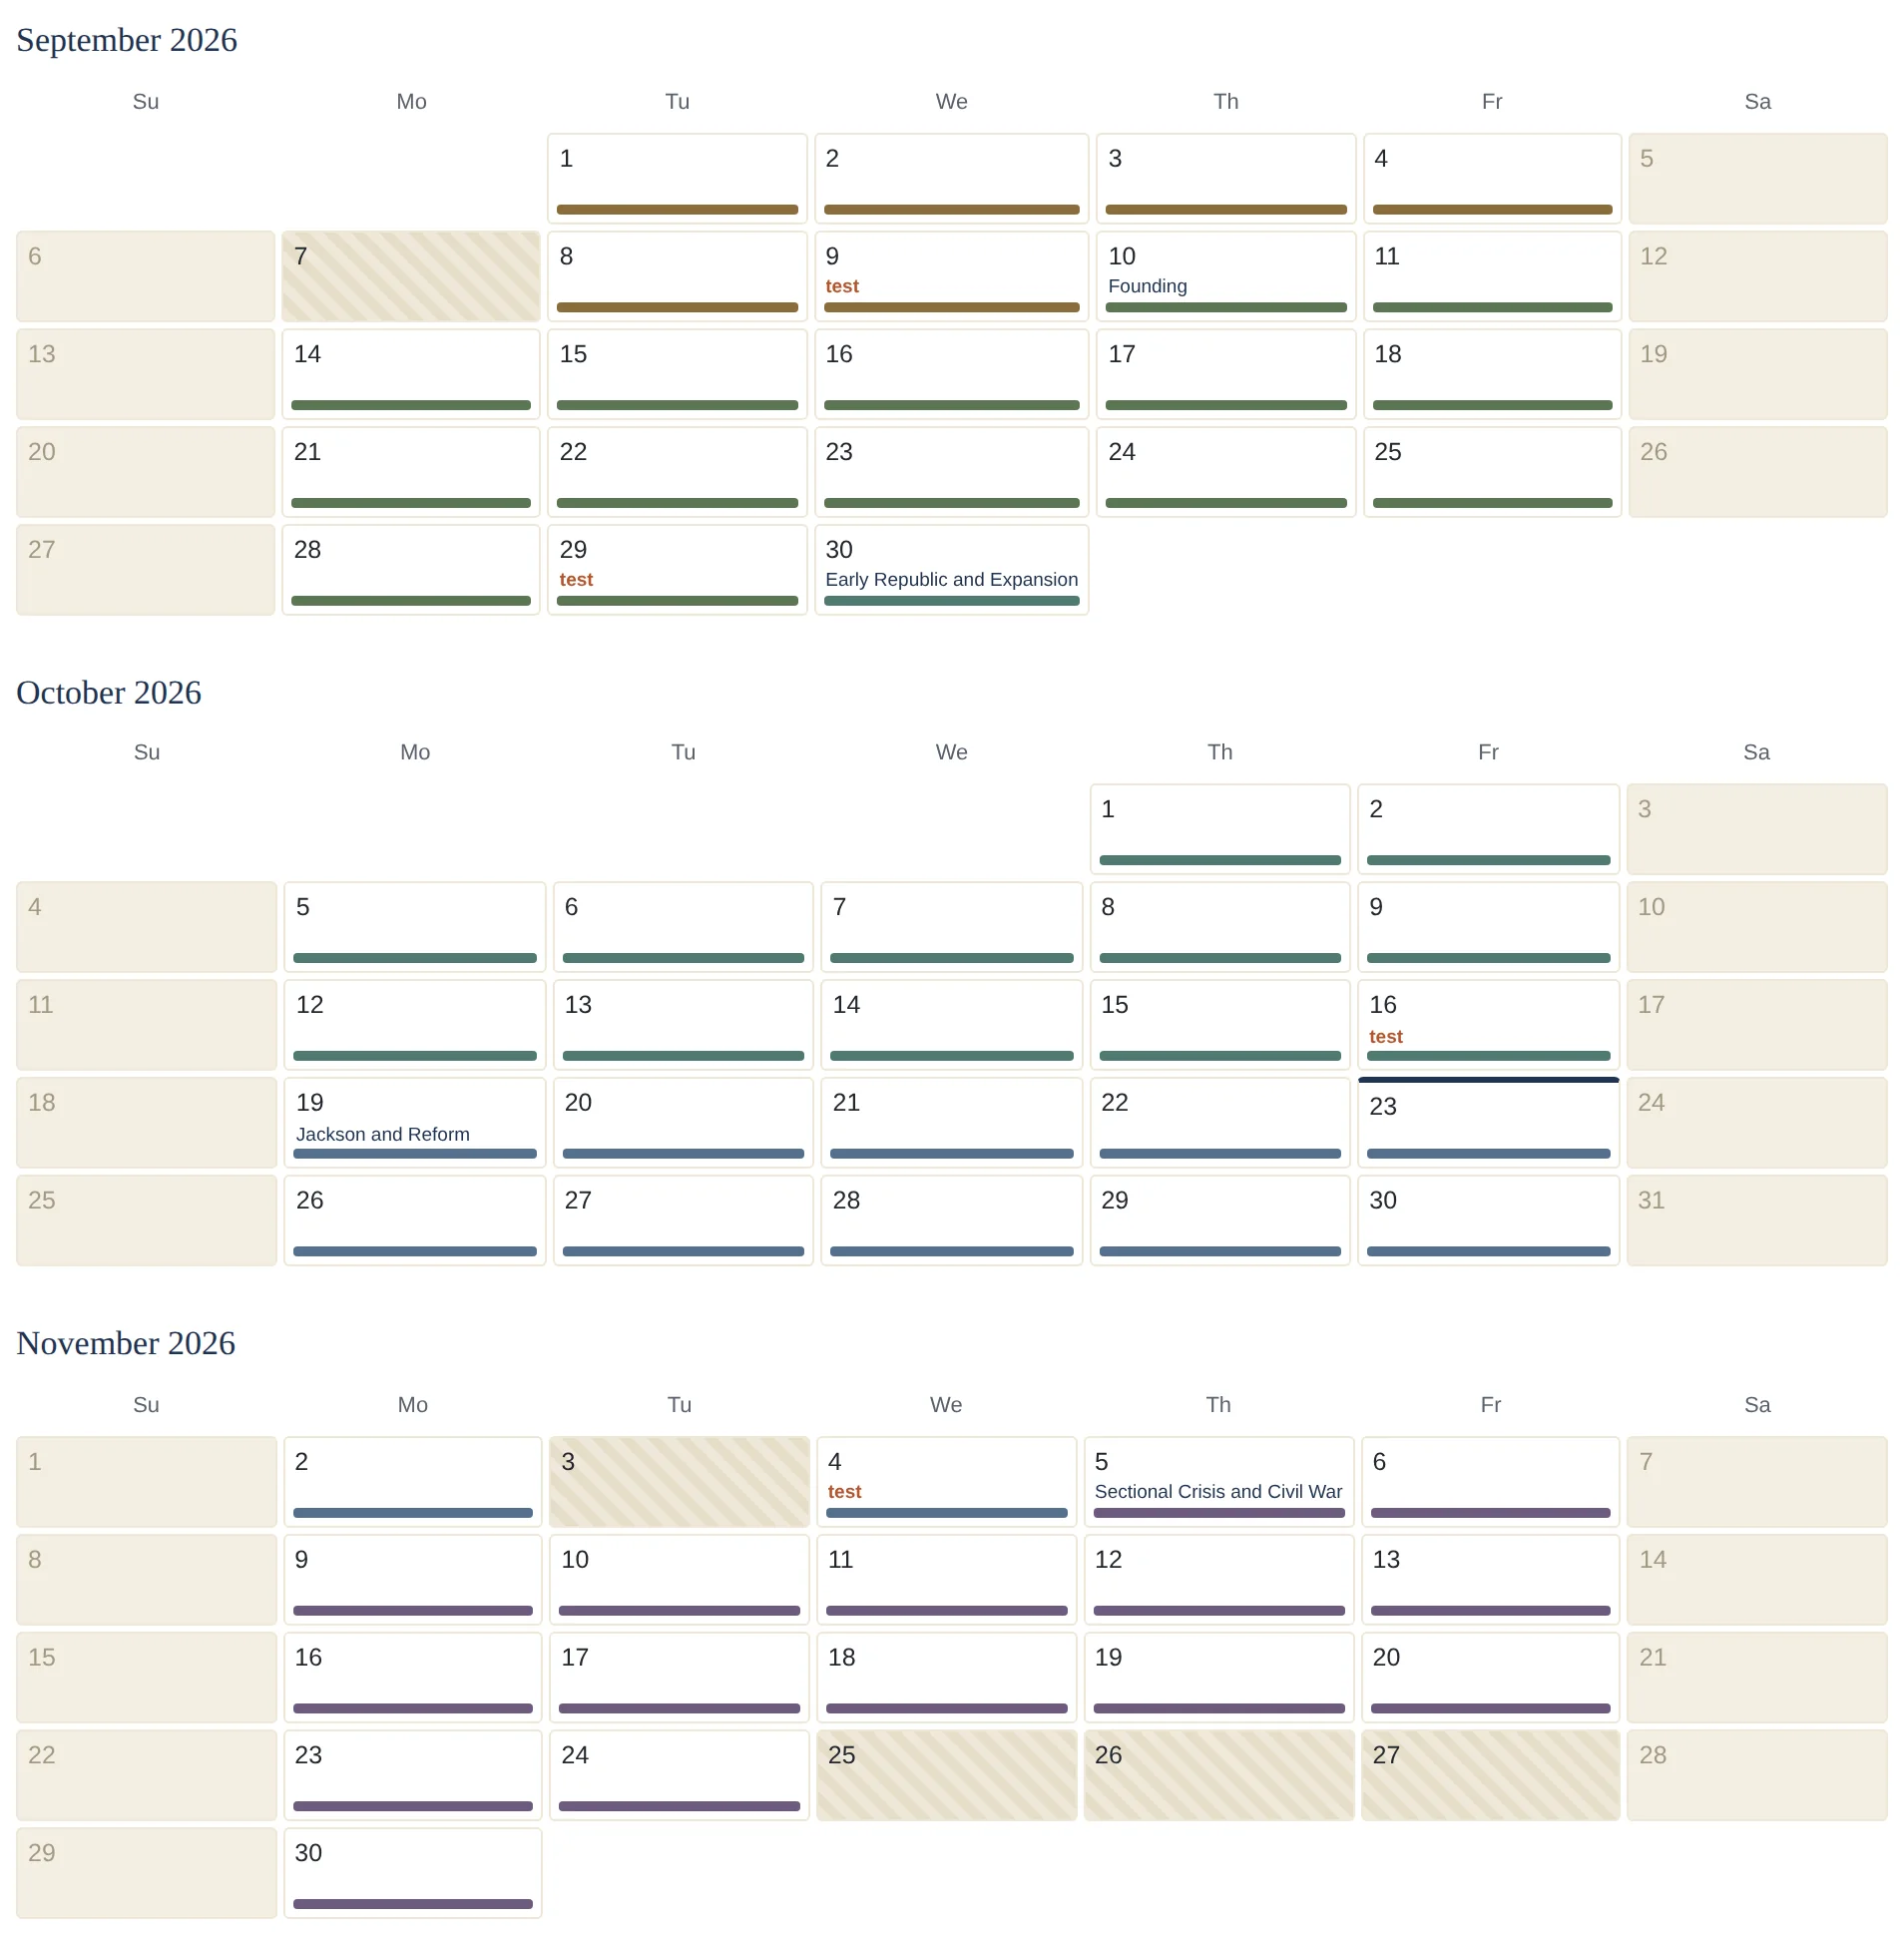 September 2026
Su Mo Tu We Th Fr Sa
1 2 3 4 5
6 7 8 9 10 11 12
test Founding
13 14 15 16 17 18 19
20 21 22 23 24 25 26
27 28 29 30
test Early Republic and Expansion
October 2026
Su Mo Tu We Th Fr Sa
1 2 3
4 5 6 7 8 9 10
11 12 13 14 15 16 17
test
18 19 20 21 22 23 24
Jackson and Reform
25 26 27 28 29 30 31
November 2026
Su Mo Tu We Th Fr Sa
1 2 3 4 5 6 7
test Sectional Crisis and Civil War
8 9 10 11 12 13 14
15 16 17 18 19 20 21
22 23 24 25 26 27 28
29 30